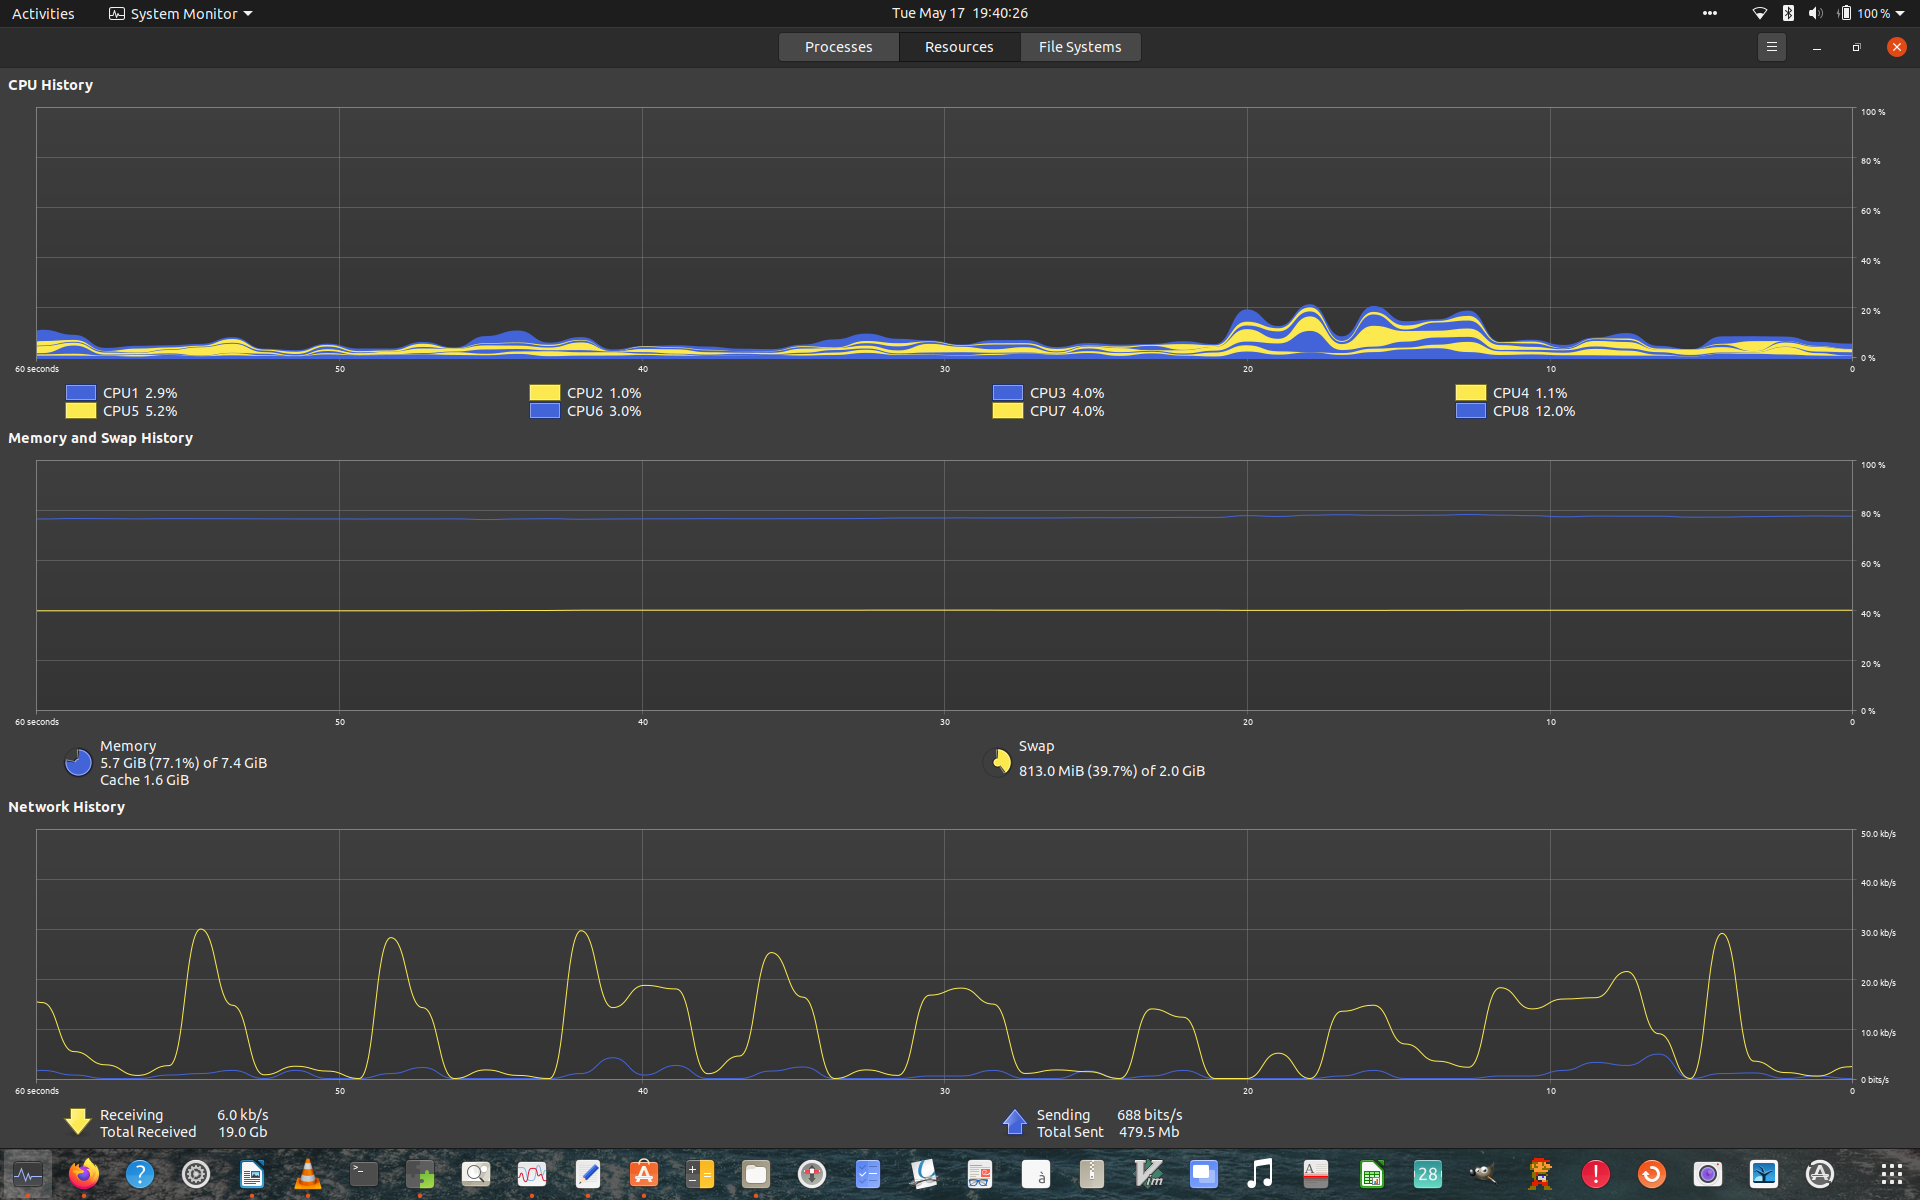 Activities System Monitor Tue May 17 19:40:26 100 %
Processes Resources File Systems
CPU History
100 %
80 %
60 %
40 %
20 %
0 %
60 seconds 50 40 30 20 10 0
CPU1 2.9% CPU2 1.0% CPU3 4.0% CPU4 1.1%
CPU5 5.2% CPU6 3.0% CPU7 4.0% CPU8 12.0%
Memory and Swap History
100 %
80 %
60 %
40 %
20 %
0 %
60 seconds 50 40 30 20 10 0
Memory
5.7 GiB (77.1%) of 7.4 GiB
Cache 1.6 GiB
Swap
813.0 MiB (39.7%) of 2.0 GiB
Network History
50.0 kb/s
40.0 kb/s
30.0 kb/s
20.0 kb/s
10.0 kb/s
0 bits/s
60 seconds 50 40 30 20 10 0
Receiving 6.0 kb/s
Total Received 19.0 Gb
Sending 688 bits/s
Total Sent 479.5 Mb
? >_ A à Vim A 28 ! A